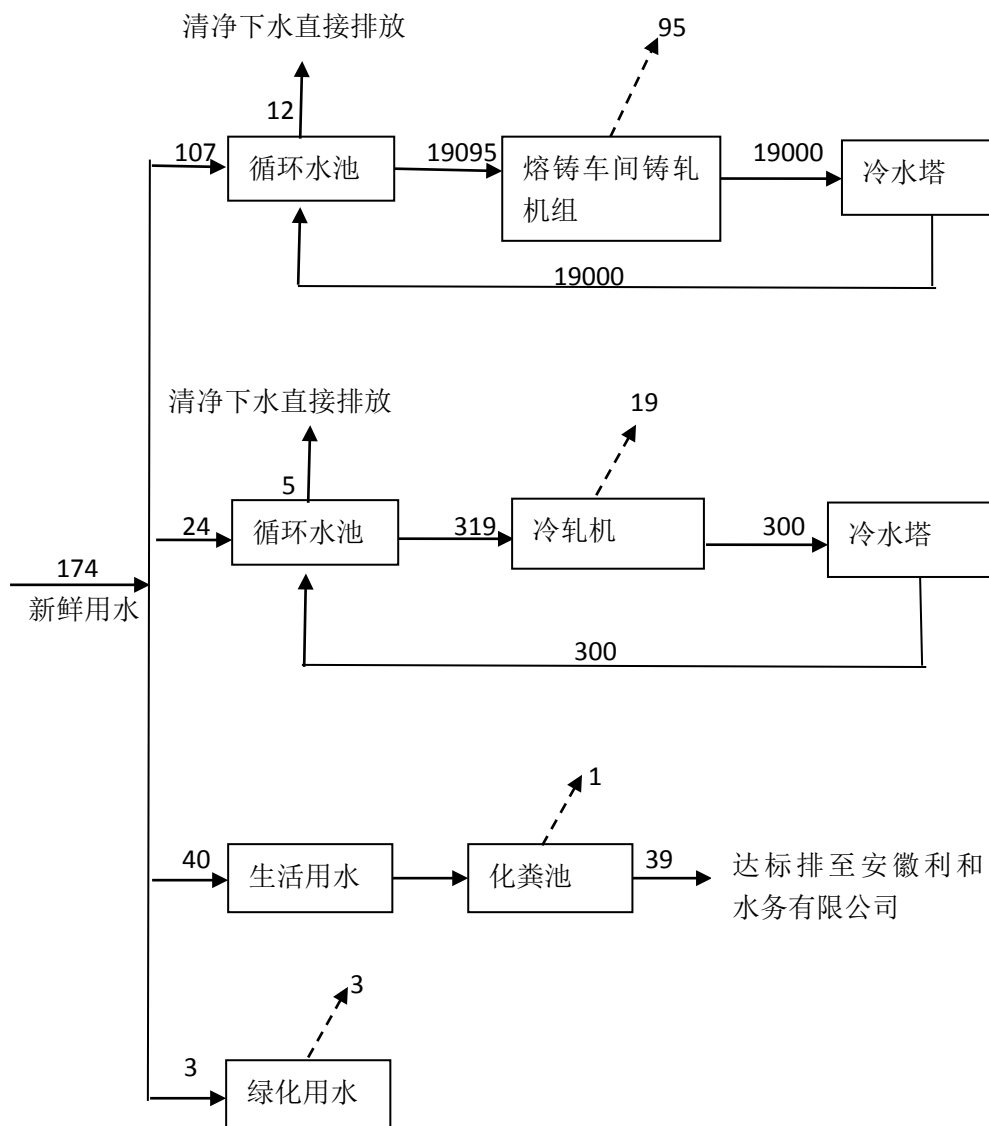 清净下水直接排放
95
12
107
循环水池
19095
熔铸车间铸轧
机组
19000
冷水塔
19000
清净下水直接排放
19
5
24
循环水池
319
冷轧机
300
冷水塔
174
新鲜用水
300
1
40
生活用水
化粪池
39
达标排至安徽利和
水务有限公司
3
3
绿化用水